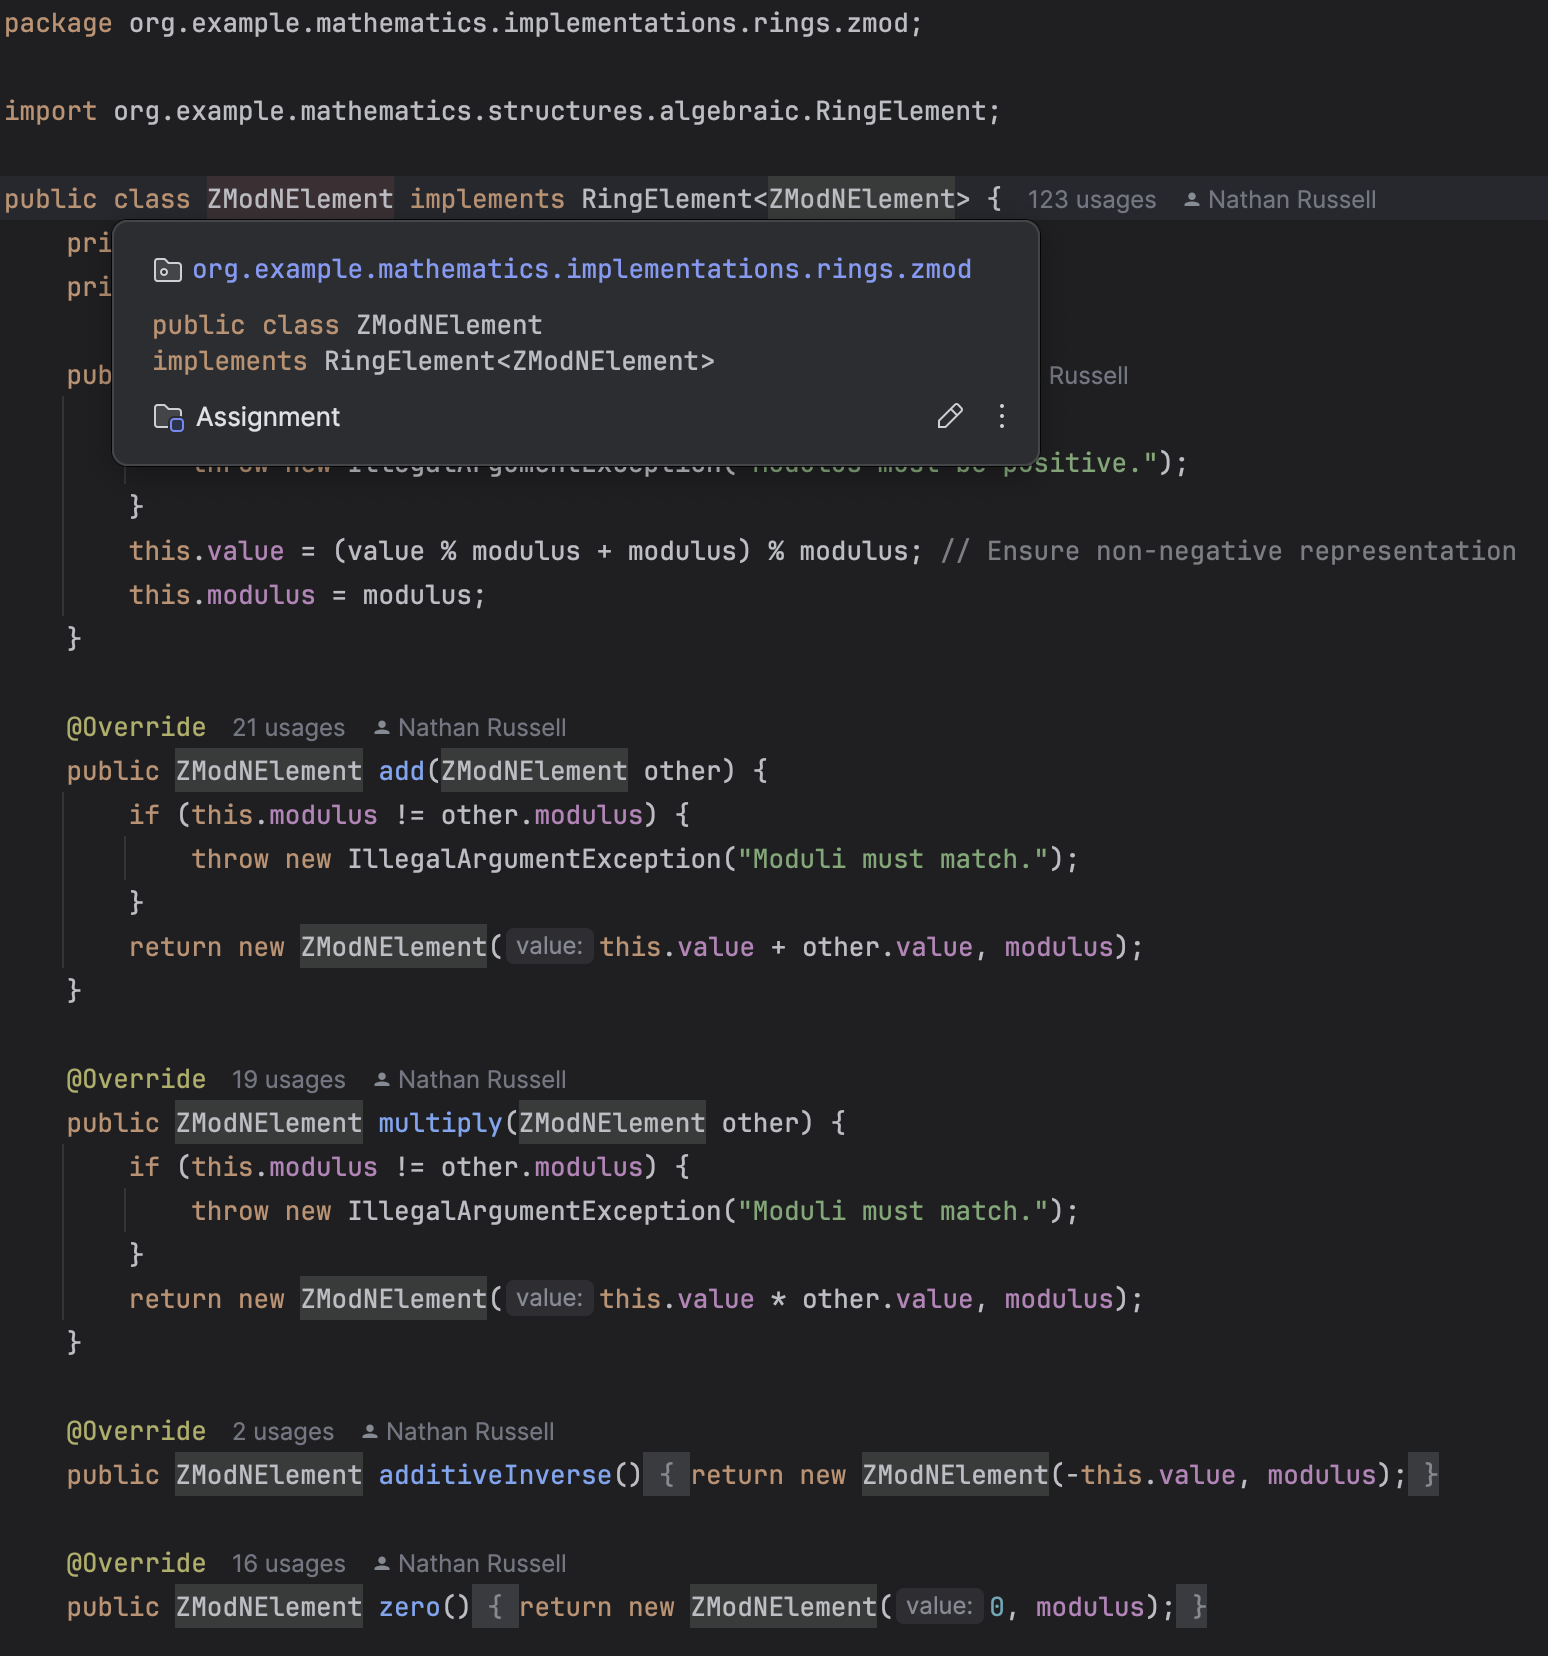 package org.example.mathematics.implementations.rings.zmod;
import org.example.mathematics.structures.algebraic.RingElement;
public class ZModNElement implements RingElement<ZModNElement> { 123 usages Nathan Russell
pri
org.example.mathematics.implementations.rings.zmod
pri
public class ZModNElement
implements RingElement<ZModNElement>
pub
Russell
Assignment
throw new IllegalArgumentException("Modulus must be positive.");
}
this.value = (value % modulus + modulus) % modulus; // Ensure non-negative representation
this.modulus = modulus;
}
@Override 21 usages Nathan Russell
public ZModNElement add(ZModNElement other) {
if (this.modulus != other.modulus) {
throw new IllegalArgumentException("Moduli must match.");
}
return new ZModNElement( value: this.value + other.value, modulus);
}
@Override 19 usages Nathan Russell
public ZModNElement multiply(ZModNElement other) {
if (this.modulus != other.modulus) {
throw new IllegalArgumentException("Moduli must match.");
}
return new ZModNElement( value: this.value * other.value, modulus);
}
@Override 2 usages Nathan Russell
public ZModNElement additiveInverse() { return new ZModNElement(-this.value, modulus); }
@Override 16 usages Nathan Russell
public ZModNElement zero() { return new ZModNElement( value: 0, modulus); }